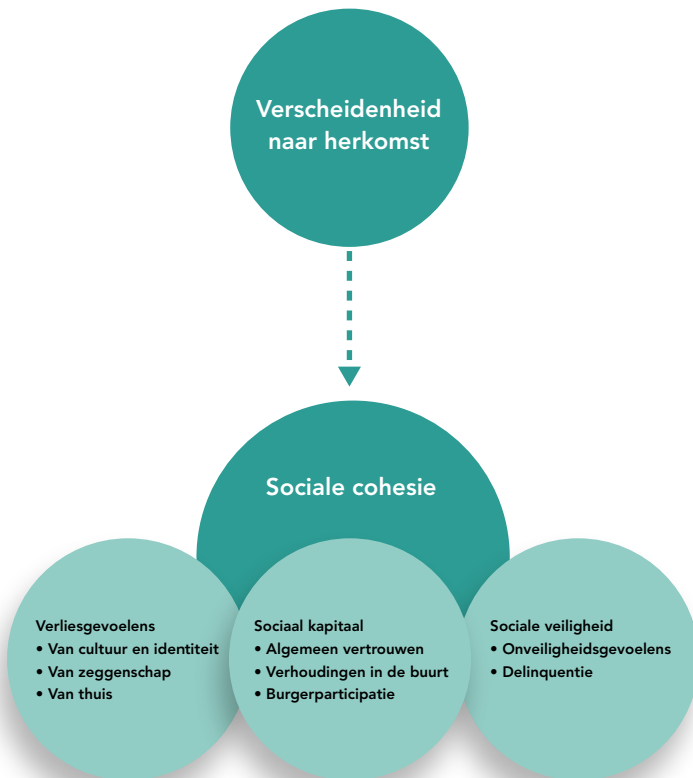 Verscheidenheid
naar herkomst
Sociale cohesie
Verliesgevoelens
• Van cultuur en identiteit
• Van zeggenschap
• Van thuis
Sociaal kapitaal
• Algemeen vertrouwen
• Verhoudingen in de buurt
• Burgerparticipatie
Sociale veiligheid
• Onveiligheidsgevoelens
• Delinquentie